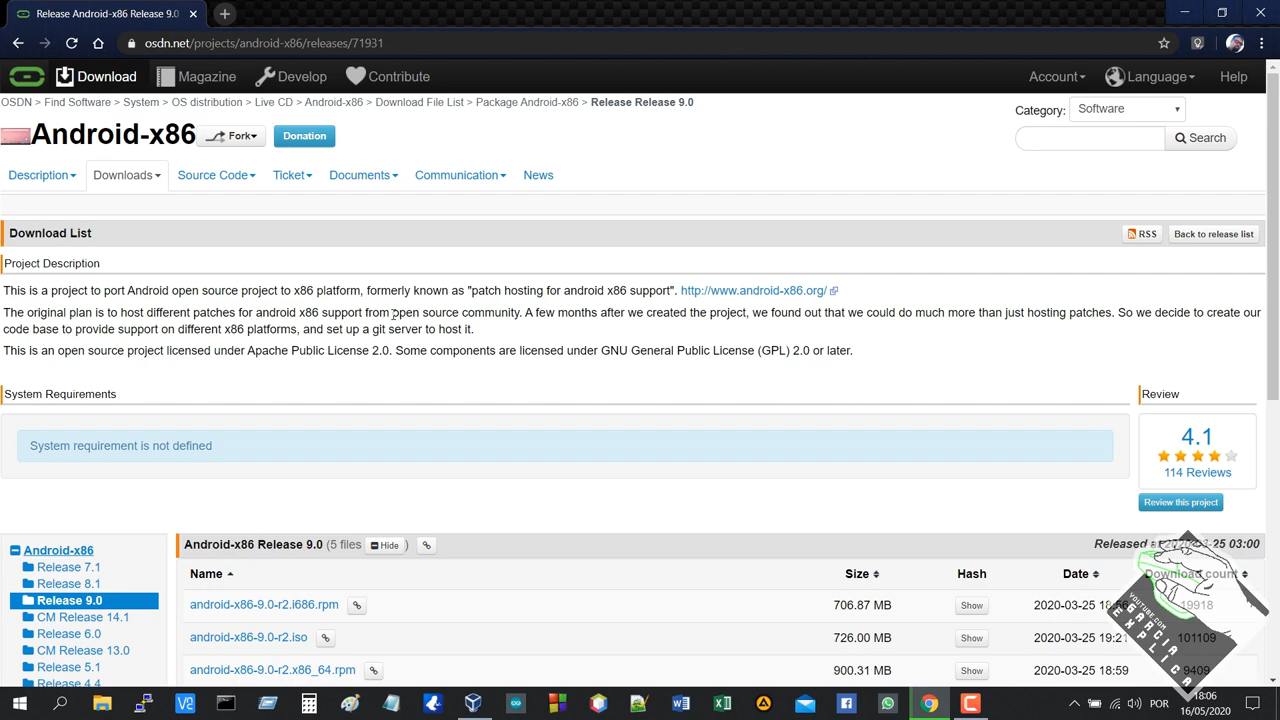 Release Android-x86 Release 9.0
osdn.net/projects/android-x86/releases/71931
Download Magazine Develop Contribute Account Language Help
OSDN > Find Software > System > OS distribution > Live CD > Android-x86 > Download File List > Package Android-x86 > Release Release 9.0
Category: Software
Android-x86 Fork Donation
Search
Description Downloads Source Code Ticket Documents Communication News
Download List RSS Back to release list
Project Description
This is a project to port Android open source project to x86 platform, formerly known as "patch hosting for android x86 support". http://www.android-x86.org/
The original plan is to host different patches for android x86 support from open source community. A few months after we created the project, we found out that we could do much more than just hosting patches. So we decide to create our
code base to provide support on different x86 platforms, and set up a git server to host it.
This is an open source project licensed under Apache Public License 2.0. Some components are licensed under GNU General Public License (GPL) 2.0 or later.
System Requirements
Review
System requirement is not defined
4.1
114 Reviews
Review this project
Android-x86
Release 7.1
Release 8.1
Release 9.0
CM Release 14.1
Release 6.0
CM Release 13.0
Release 5.1
Release 4.4
Android-x86 Release 9.0 (5 files Hide ) Released at 03:00
Name Size Hash Date Download count
android-x86-9.0-r2.i686.rpm 706.87 MB Show 2020-03-25 19918
android-x86-9.0-r2.iso 726.00 MB Show 2020-03-25 19:21 101109
android-x86-9.0-r2.x86_64.rpm 900.31 MB Show 2020-03-25 18:59 9409
YOUTUBE.COM
GARCIA
EXPLICA
POR
18:06
16/05/2020